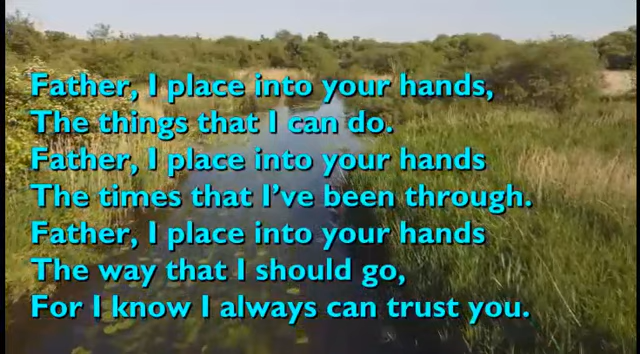 Father, I place into your hands,
The things that I can do.
Father, I place into your hands
The times that I’ve been through.
Father, I place into your hands
The way that I should go,
For I know I always can trust you.